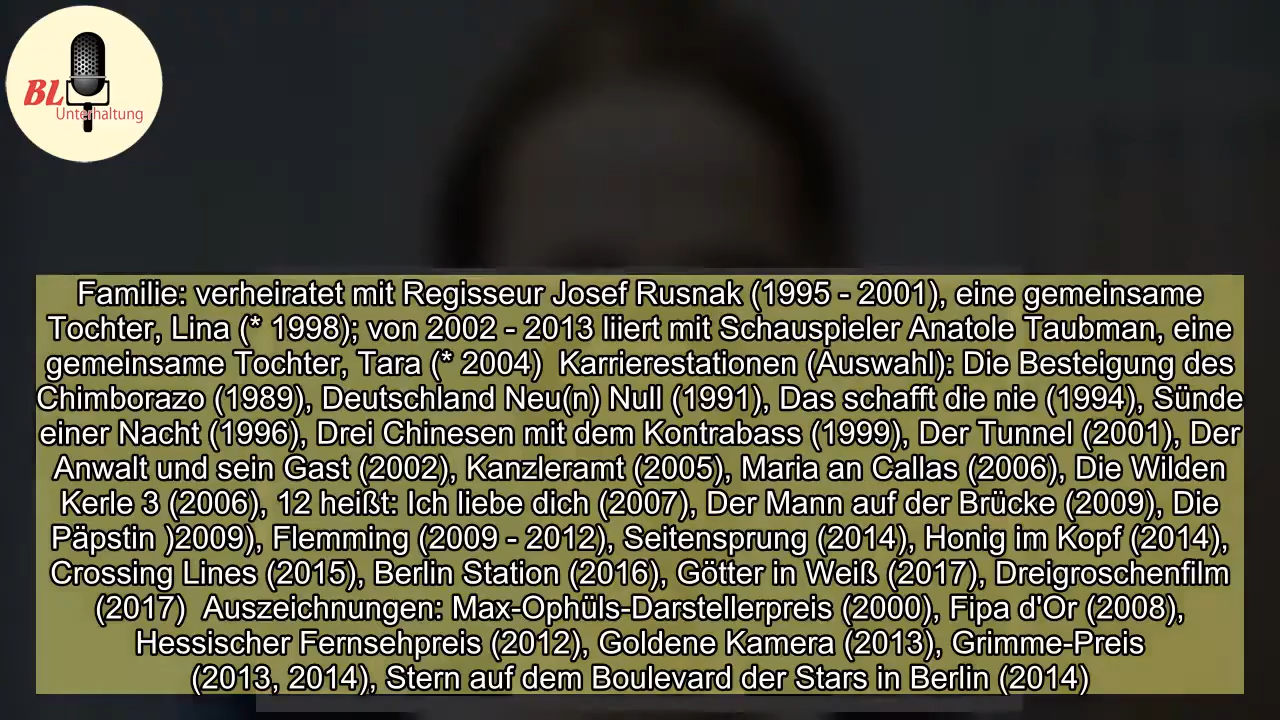 BL
Unterhaltung
Familie: verheiratet mit Regisseur Josef Rusnak (1995 - 2001), eine gemeinsame
Tochter, Lina (* 1998); von 2002 - 2013 liiert mit Schauspieler Anatole Taubman, eine
gemeinsame Tochter, Tara (* 2004)  Karrierestationen (Auswahl): Die Besteigung des
Chimborazo (1989), Deutschland Neu(n) Null (1991), Das schafft die nie (1994), Sünde
einer Nacht (1996), Drei Chinesen mit dem Kontrabass (1999), Der Tunnel (2001), Der
Anwalt und sein Gast (2002), Kanzleramt (2005), Maria an Callas (2006), Die Wilden
Kerle 3 (2006), 12 heißt: Ich liebe dich (2007), Der Mann auf der Brücke (2009), Die
Päpstin )2009), Flemming (2009 - 2012), Seitensprung (2014), Honig im Kopf (2014),
Crossing Lines (2015), Berlin Station (2016), Götter in Weiß (2017), Dreigroschenfilm
(2017)  Auszeichnungen: Max-Ophüls-Darstellerpreis (2000), Fipa d'Or (2008),
Hessischer Fernsehpreis (2012), Goldene Kamera (2013), Grimme-Preis
(2013, 2014), Stern auf dem Boulevard der Stars in Berlin (2014)